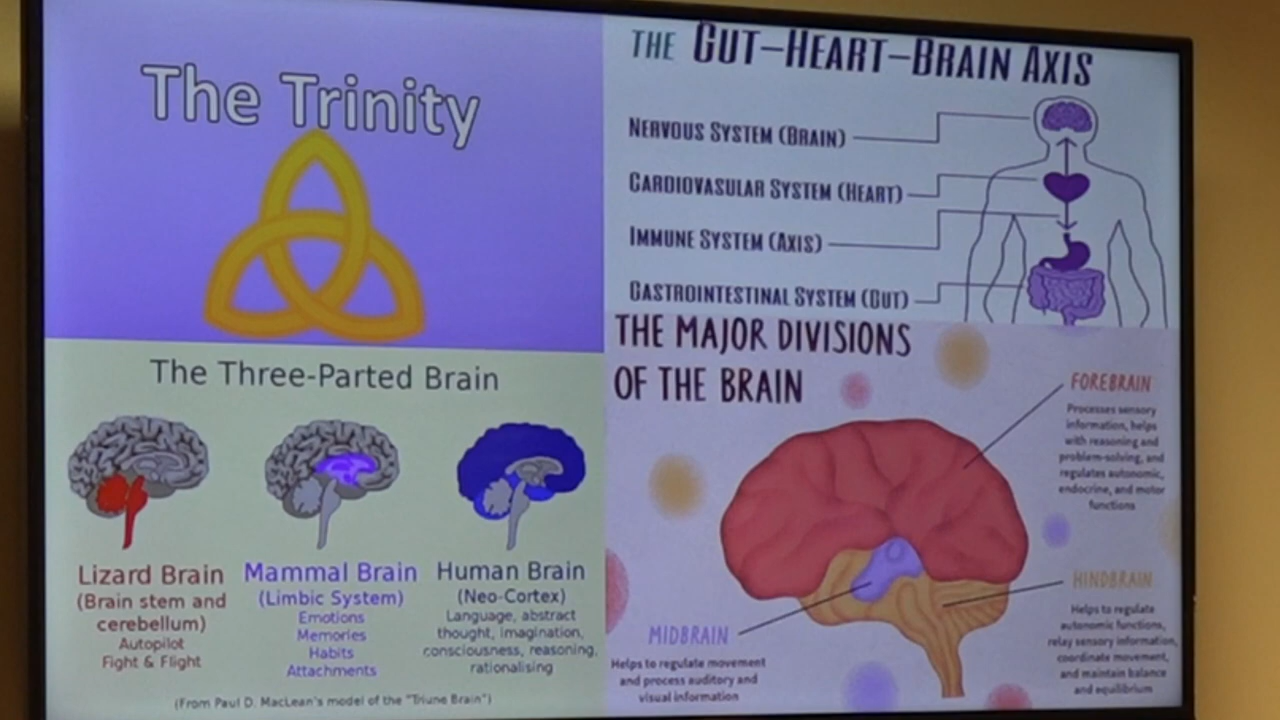 The Trinity
THE GUT–HEART–BRAIN AXIS
NERVOUS SYSTEM (BRAIN)
CARDIOVASULAR SYSTEM (HEART)
IMMUNE SYSTEM (AXIS)
GASTROINTESTINAL SYSTEM (GUT)
The Three-Parted Brain
Lizard Brain
(Brain stem and
cerebellum)
Autopilot
Fight & Flight
Mammal Brain
(Limbic System)
Emotions
Memories
Habits
Attachments
Human Brain
(Neo-Cortex)
Language, abstract
thought, imagination,
consciousness, reasoning,
rationalising
(From Paul D. MacLean's model of the "Triune Brain")
THE MAJOR DIVISIONS
OF THE BRAIN
FOREBRAIN
Processes sensory
information, helps
with reasoning and
problem-solving, and
regulates autonomic,
endocrine, and motor
functions
MIDBRAIN
Helps to regulate movement
and process auditory and
visual information
HINDBRAIN
Helps to regulate
autonomic functions,
relay sensory information,
coordinate movement,
and maintain balance
and equilibrium